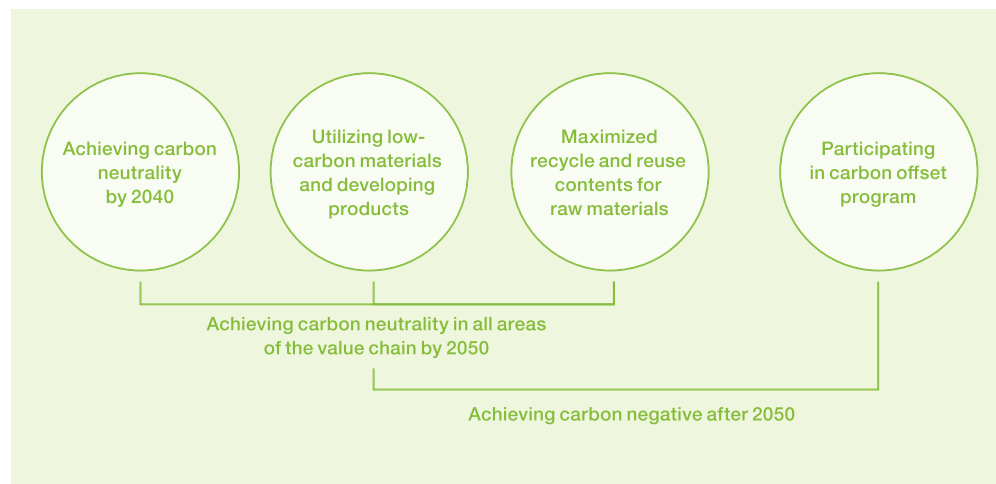 Achieving carbon
neutrality
by 2040
Utilizing low-
carbon materials
and developing
products
Maximized
recycle and reuse
contents for
raw materials
Participating
in carbon offset
program
Achieving carbon neutrality in all areas
of the value chain by 2050
Achieving carbon negative after 2050